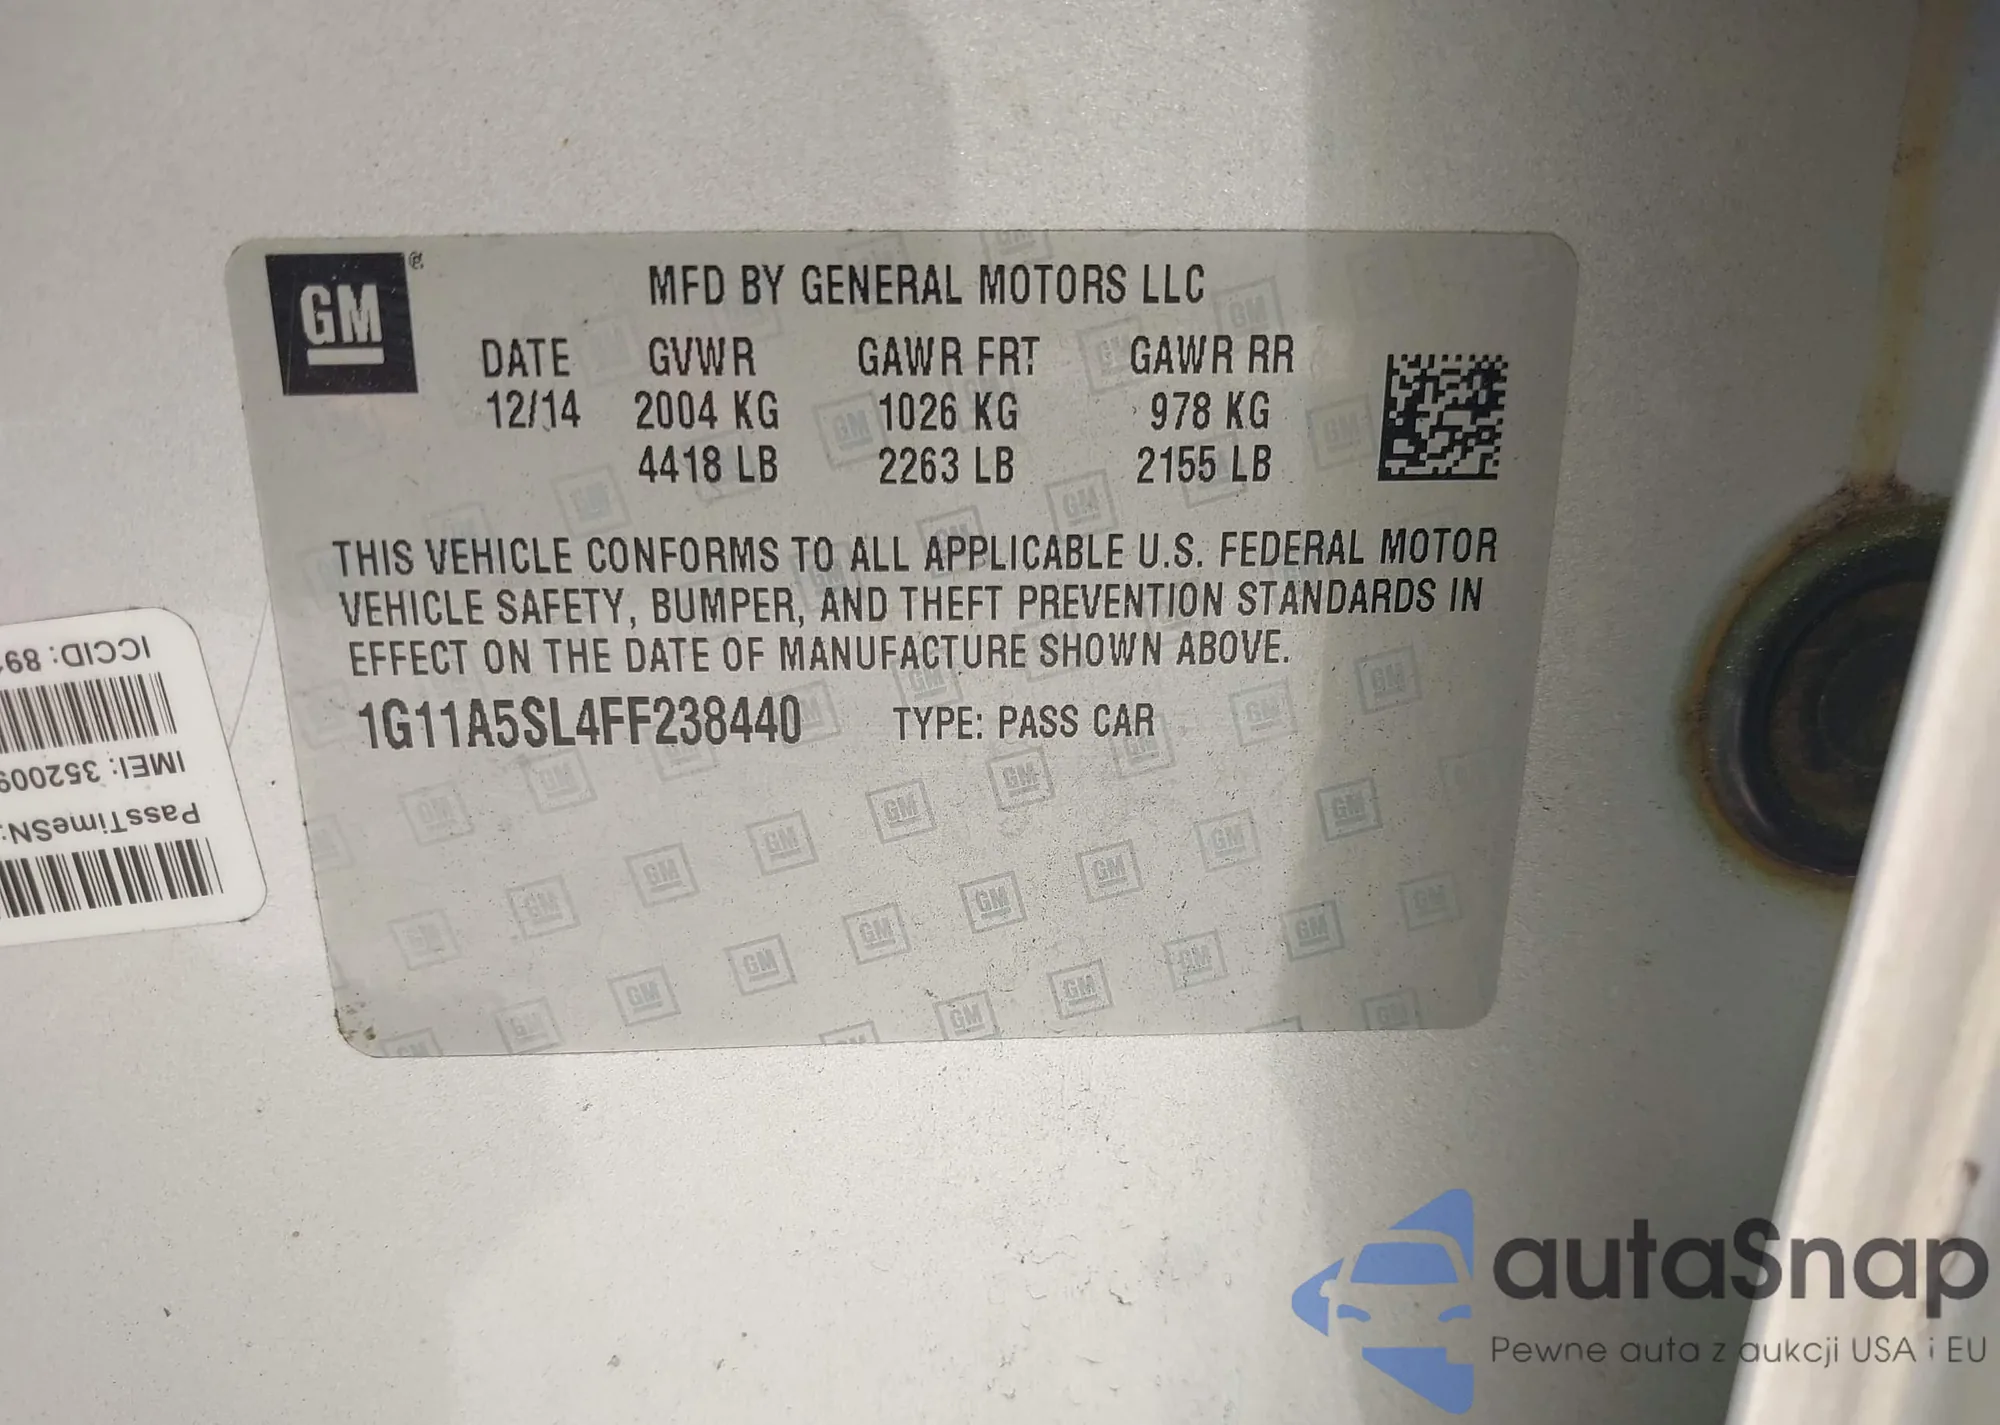 GM
MFD BY GENERAL MOTORS LLC
DATE GVWR GAWR FRT GAWR RR
12/14 2004 KG 1026 KG 978 KG
4418 LB 2263 LB 2155 LB
THIS VEHICLE CONFORMS TO ALL APPLICABLE U.S. FEDERAL MOTOR
VEHICLE SAFETY, BUMPER, AND THEFT PREVENTION STANDARDS IN
EFFECT ON THE DATE OF MANUFACTURE SHOWN ABOVE.
1G11A5SL4FF238440 TYPE: PASS CAR
ICCID: 891
IMEI: 352009
PassTimeSN:
autaSnap
Pewne auta z aukcji USA i EU